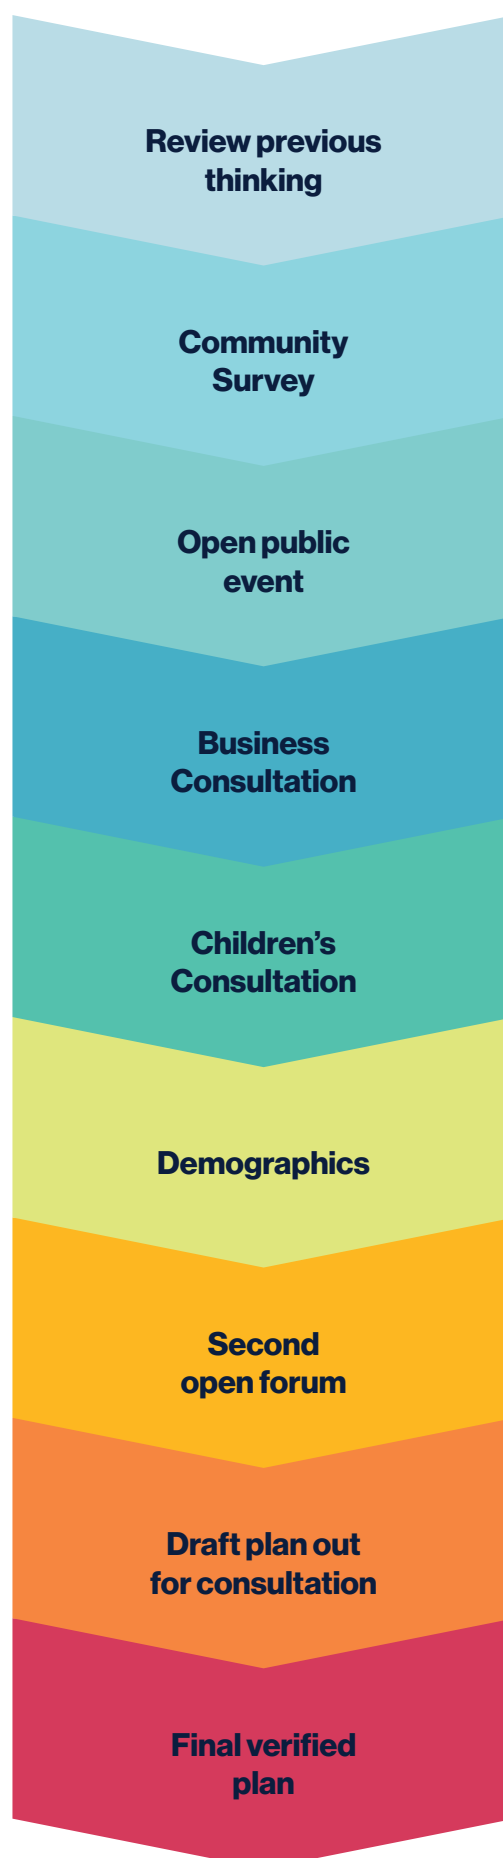 Review previous
thinking
Community
Survey
Open public
event
Business
Consultation
Children’s
Consultation
Demographics
Second
open forum
Draft plan out
for consultation
Final verified
plan